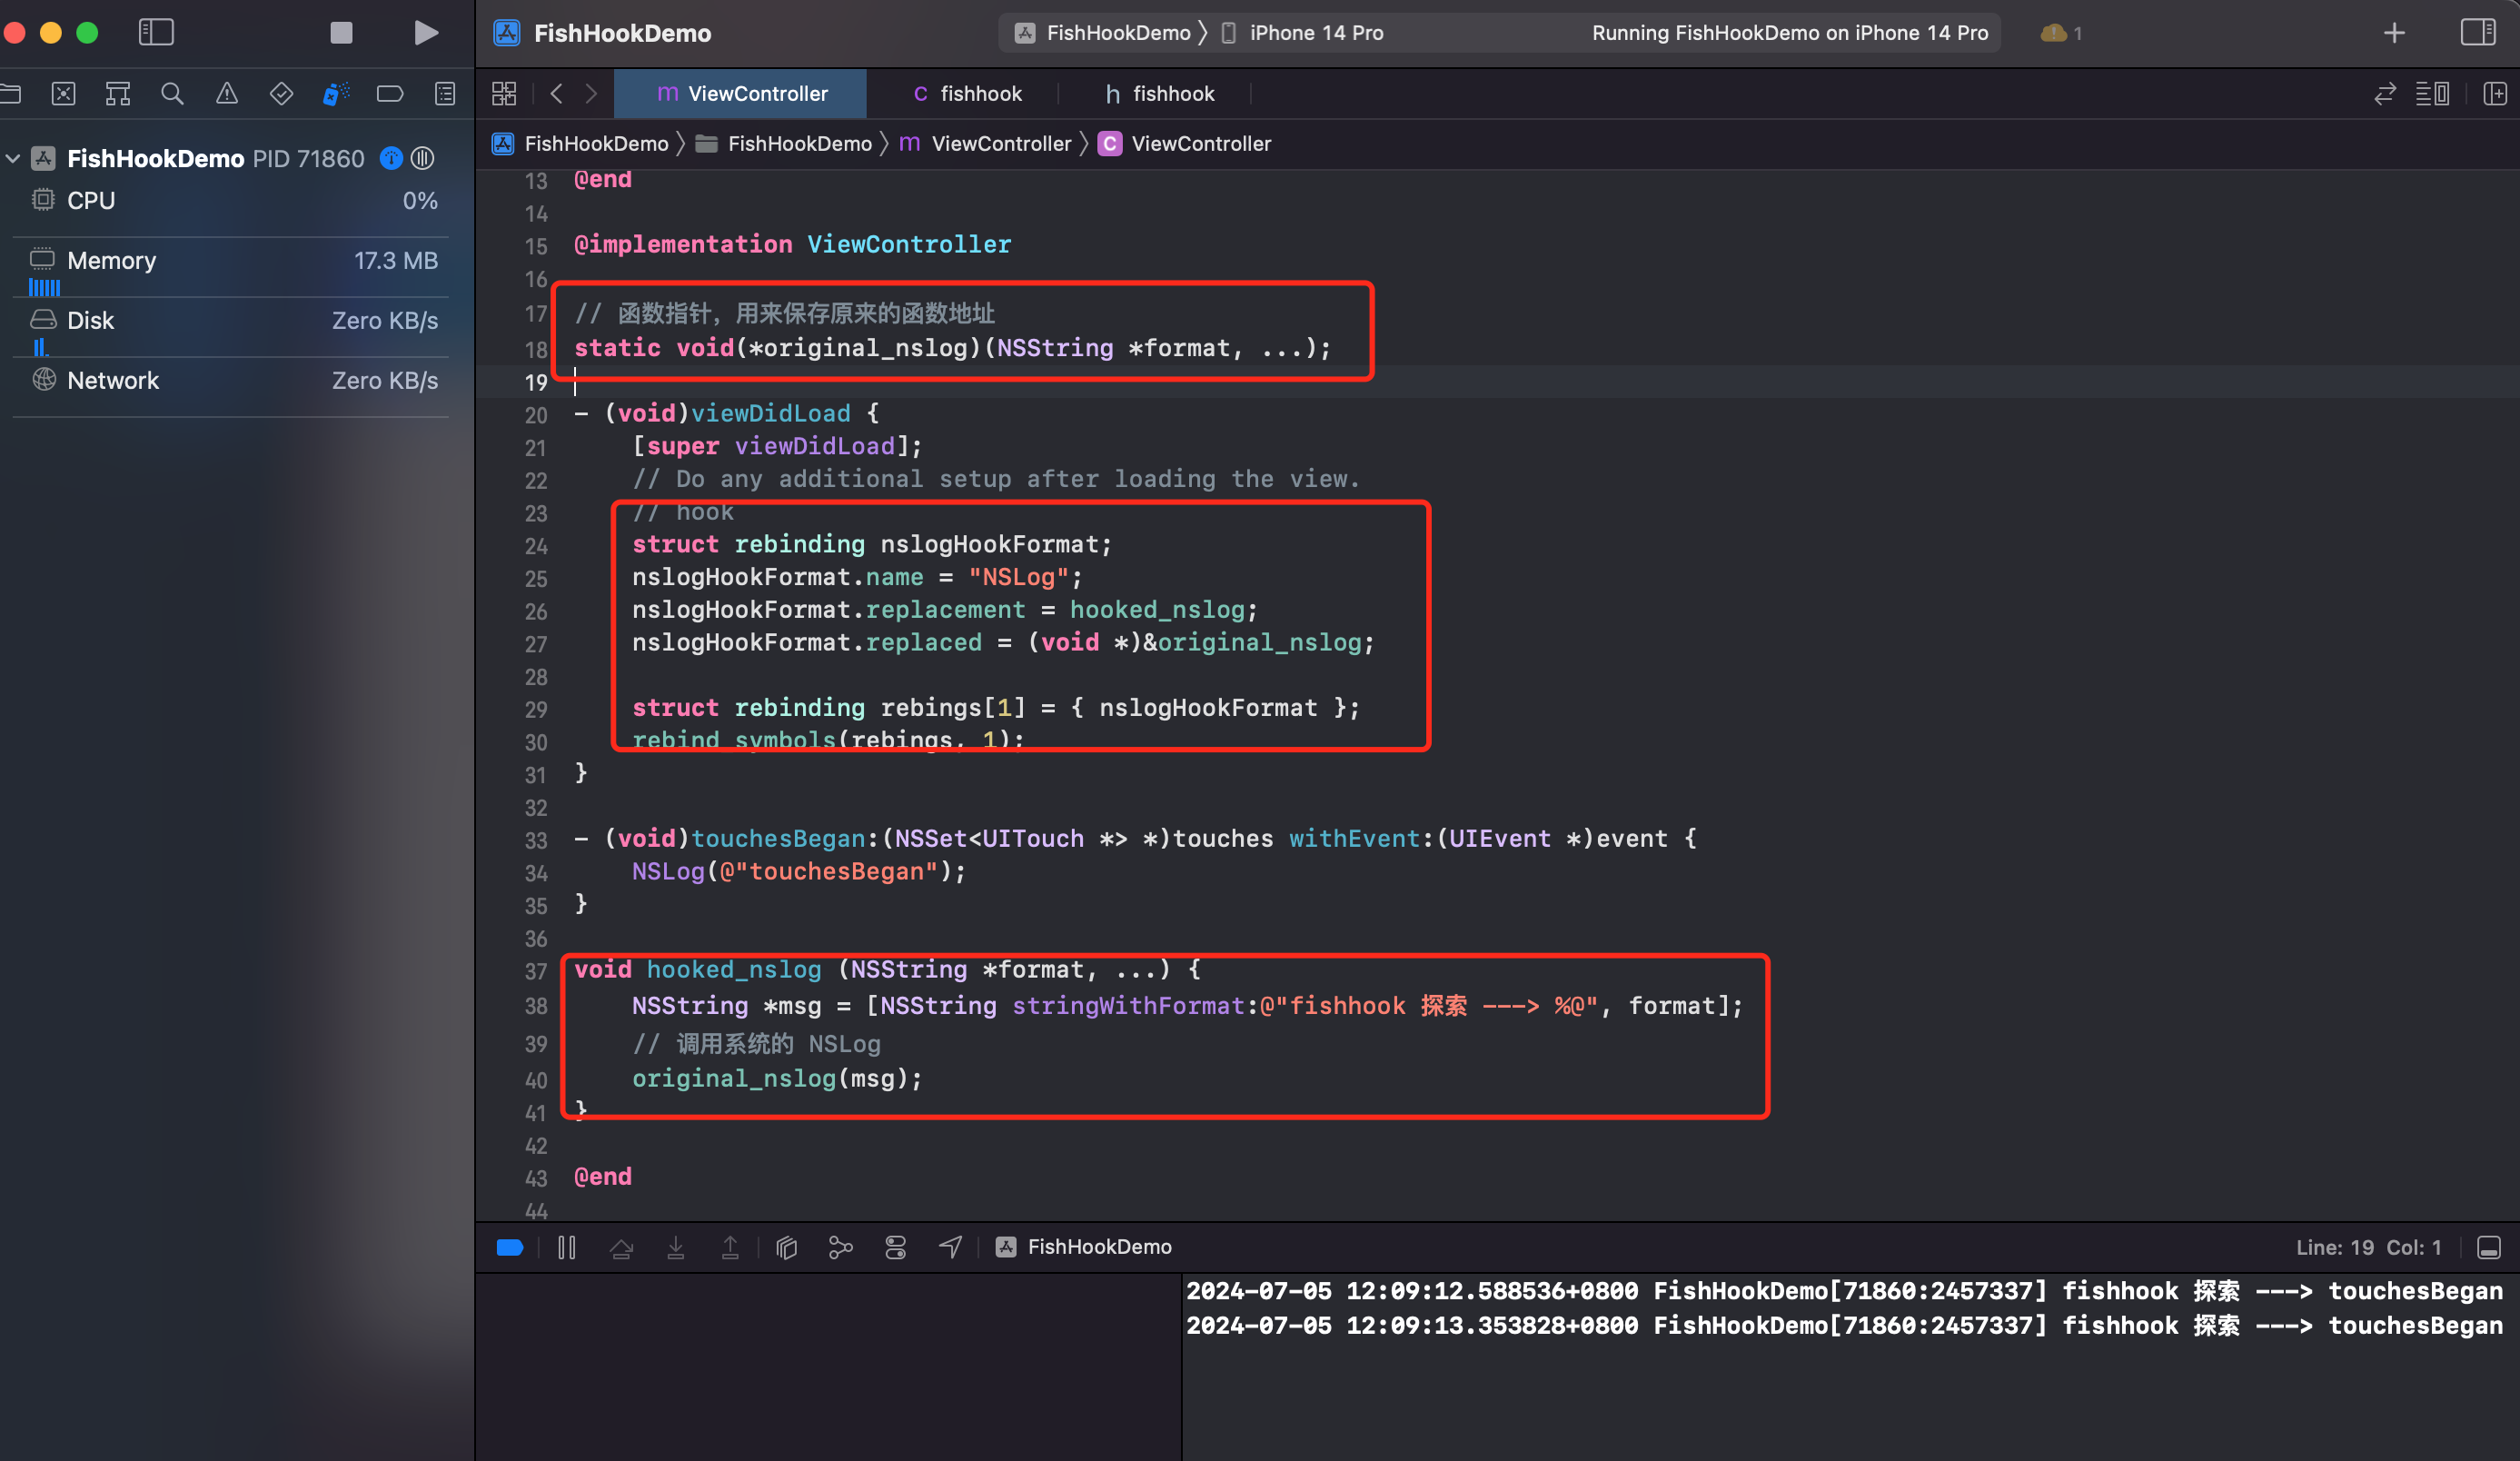 FishHookDemo
FishHookDemo 〉 iPhone 14 Pro
Running FishHookDemo on iPhone 14 Pro
1
m ViewController
C fishhook
h fishhook
FishHookDemo PID 71860
CPU 0%
Memory 17.3 MB
Disk Zero KB/s
Network Zero KB/s
FishHookDemo 〉 FishHookDemo 〉 m ViewController 〉 C ViewController
13 @end
14
15 @implementation ViewController
16
17 // 函数指针，用来保存原来的函数地址
18 static void(*original_nslog)(NSString *format, ...);
19
20 - (void)viewDidLoad {
21 [super viewDidLoad];
22 // Do any additional setup after loading the view.
23 // hook
24 struct rebinding nslogHookFormat;
25 nslogHookFormat.name = "NSLog";
26 nslogHookFormat.replacement = hooked_nslog;
27 nslogHookFormat.replaced = (void *)&original_nslog;
28
29 struct rebinding rebings[1] = { nslogHookFormat };
30 rebind_symbols(rebings, 1);
31 }
32
33 - (void)touchesBegan:(NSSet<UITouch *> *)touches withEvent:(UIEvent *)event {
34 NSLog(@"touchesBegan");
35 }
36
37 void hooked_nslog (NSString *format, ...) {
38 NSString *msg = [NSString stringWithFormat:@"fishhook 探索 ---> %@", format];
39 // 调用系统的 NSLog
40 original_nslog(msg);
41 }
42
43 @end
44
FishHookDemo
Line: 19 Col: 1
2024-07-05 12:09:12.588536+0800 FishHookDemo[71860:2457337] fishhook 探索 ---> touchesBegan
2024-07-05 12:09:13.353828+0800 FishHookDemo[71860:2457337] fishhook 探索 ---> touchesBegan